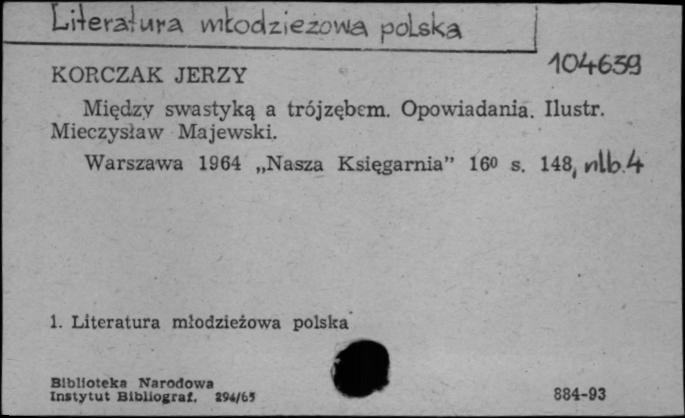 Literatura młodzieżowa polska
104639
KORCZAK JERZY
Między swastyką a trójzębem. Opowiadania. Ilustr.
Mieczysław Majewski.
Warszawa 1964 „Nasza Księgarnia" 16⁰ s. 148, nlb. 4
1. Literatura młodzieżowa polska
Biblioteka Narodowa
Instytut Bibliograf. 294/65
884-93